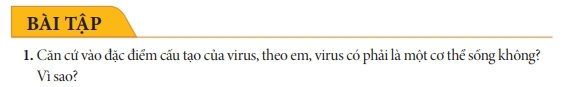 BÀI TẬP
1. Căn cứ vào đặc điểm cấu tạo của virus, theo em, virus có phải là một cơ thể sống không?
Vì sao?